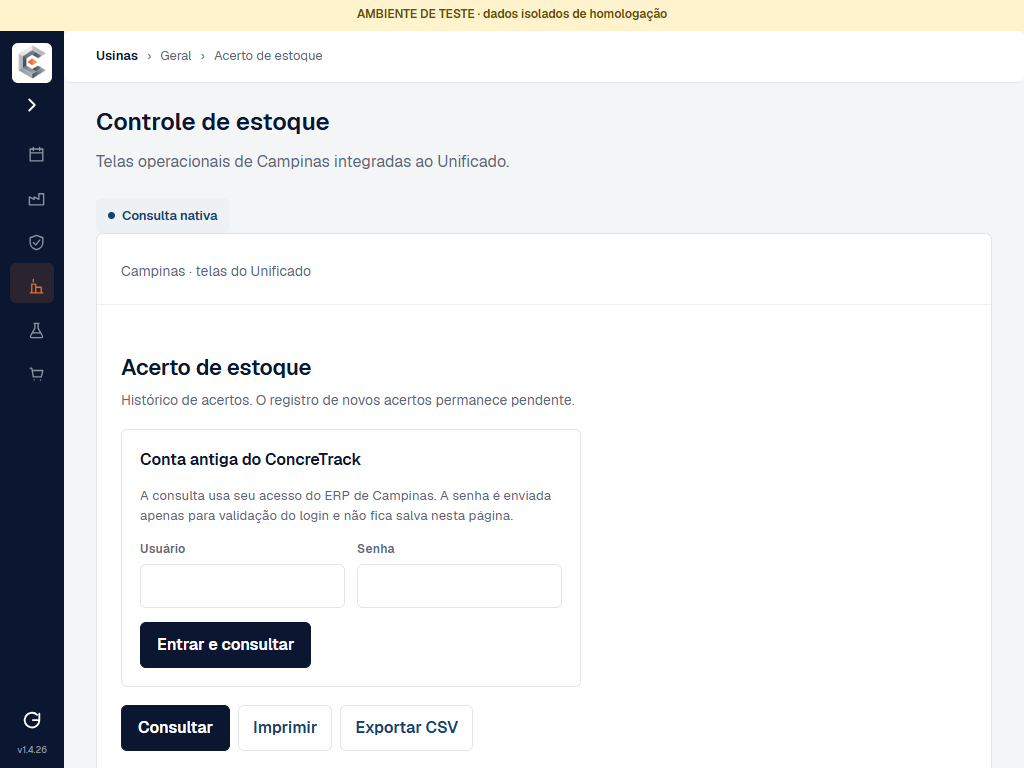 AMBIENTE DE TESTE · dados isolados de homologação
Usinas › Geral › Acerto de estoque
Controle de estoque
Telas operacionais de Campinas integradas ao Unificado.
Consulta nativa
Campinas · telas do Unificado
Acerto de estoque
Histórico de acertos. O registro de novos acertos permanece pendente.
Conta antiga do ConcreTrack
A consulta usa seu acesso do ERP de Campinas. A senha é enviada
apenas para validação do login e não fica salva nesta página.
Usuário Senha
Entrar e consultar
Consultar Imprimir Exportar CSV
v1.4.26